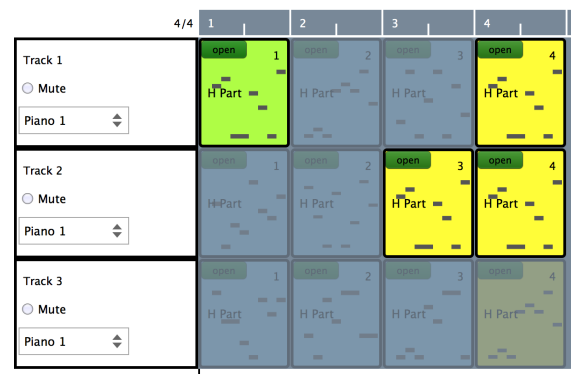 4/4 1 2 3 4
Track 1
Mute
Piano 1
open 1 H Part
open 2 H Part
open 3 H Part
open 4 H Part
Track 2
Mute
Piano 1
open 1 H Part
open 2 H Part
open 3 H Part
open 4 H Part
Track 3
Mute
Piano 1
open 1 H Part
open 2 H Part
open 3 H Part
open 4 H Part